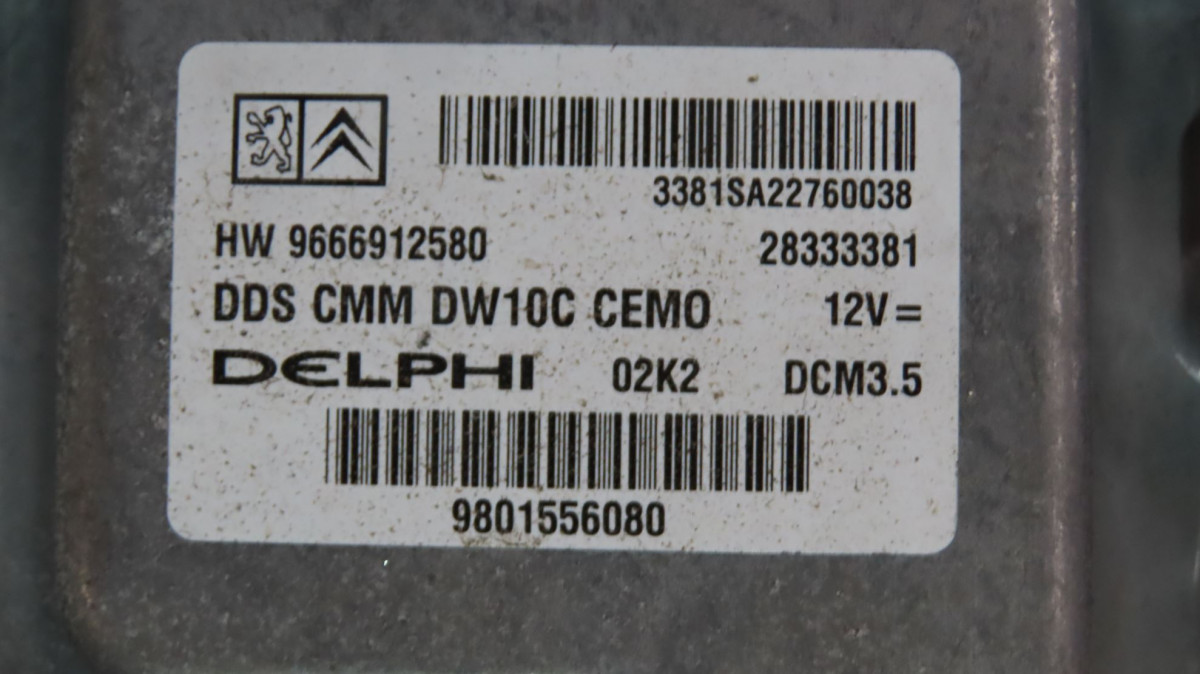 3381SA22760038
HW 9666912580 28333381
DDS CMM DW10C CEMO 12V=
DELPHI 02K2 DCM3.5
9801556080